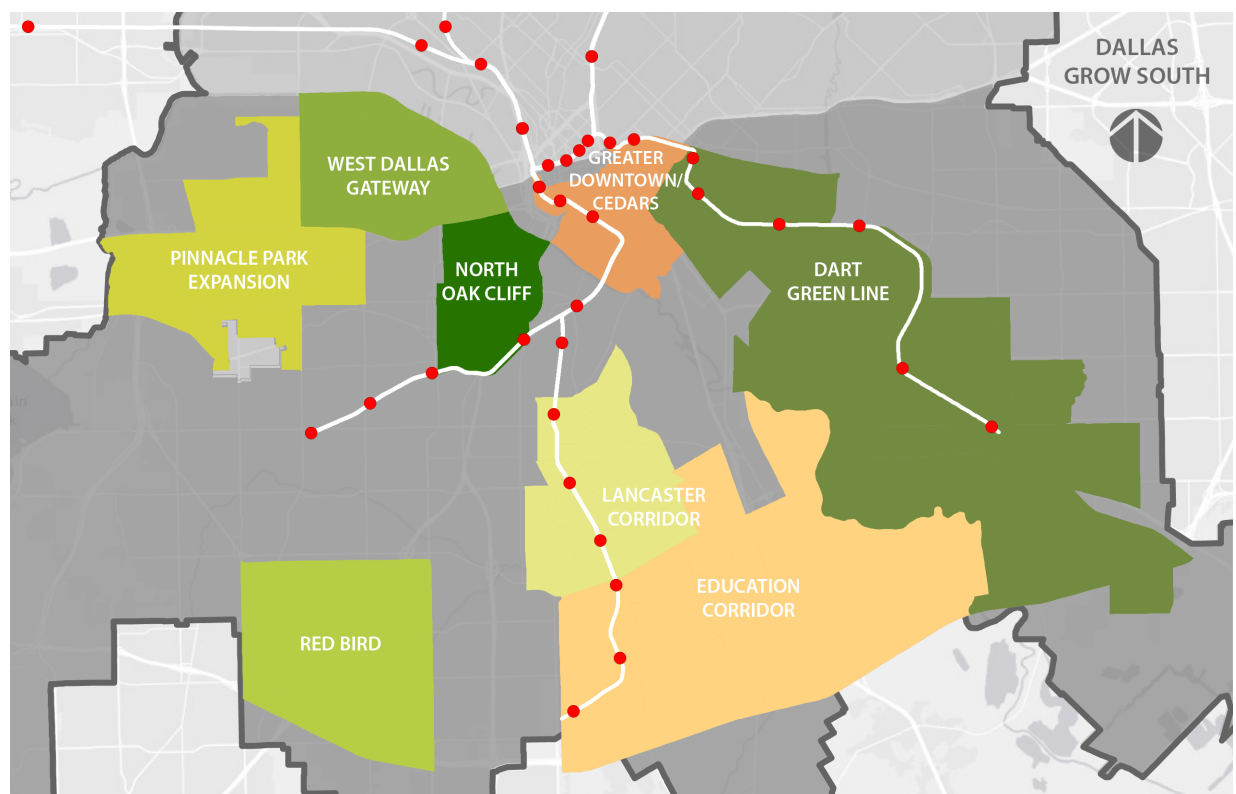 DALLAS
GROW SOUTH
WEST DALLAS
GATEWAY
GREATER
DOWNTOWN/
CEDARS
PINNACLE PARK
EXPANSION
NORTH
OAK CLIFF
DART
GREEN LINE
LANCASTER
CORRIDOR
EDUCATION
CORRIDOR
RED BIRD